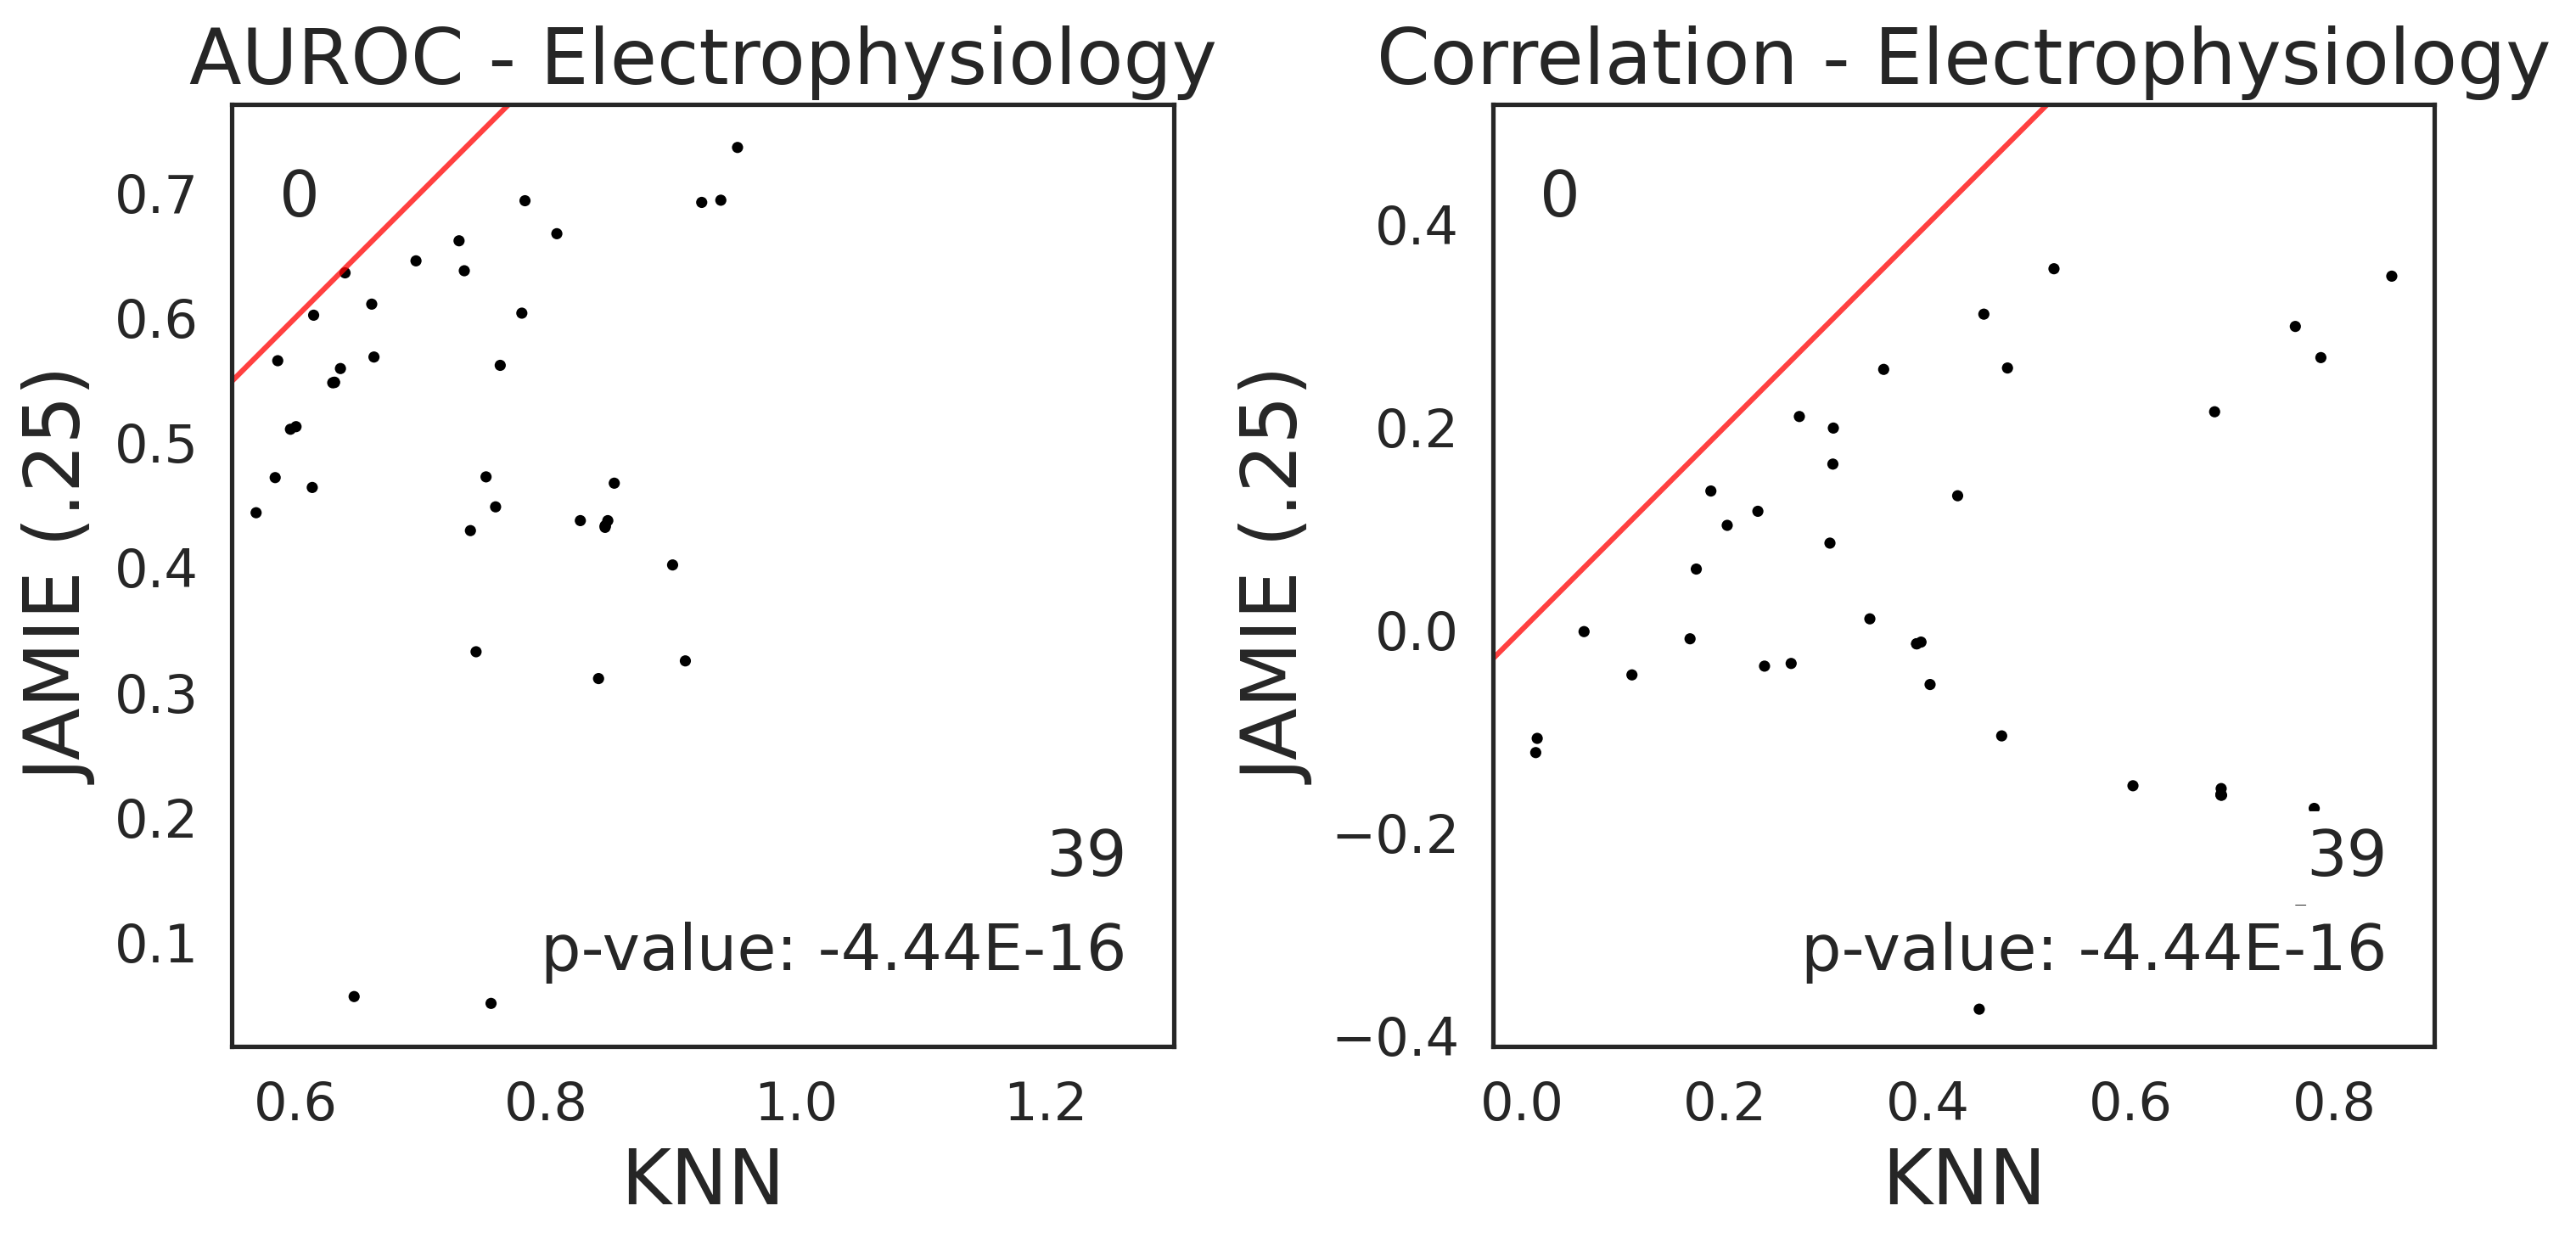 AUROC - Electrophysiology
JAMIE (.25)
0.7
0.6
0.5
0.4
0.3
0.2
0.1
0
39
p-value: -4.44E-16
0.6 0.8 1.0 1.2
KNN
Correlation - Electrophysiology
JAMIE (.25)
0.4
0.2
0.0
−0.2
−0.4
0
39
p-value: -4.44E-16
0.0 0.2 0.4 0.6 0.8
KNN